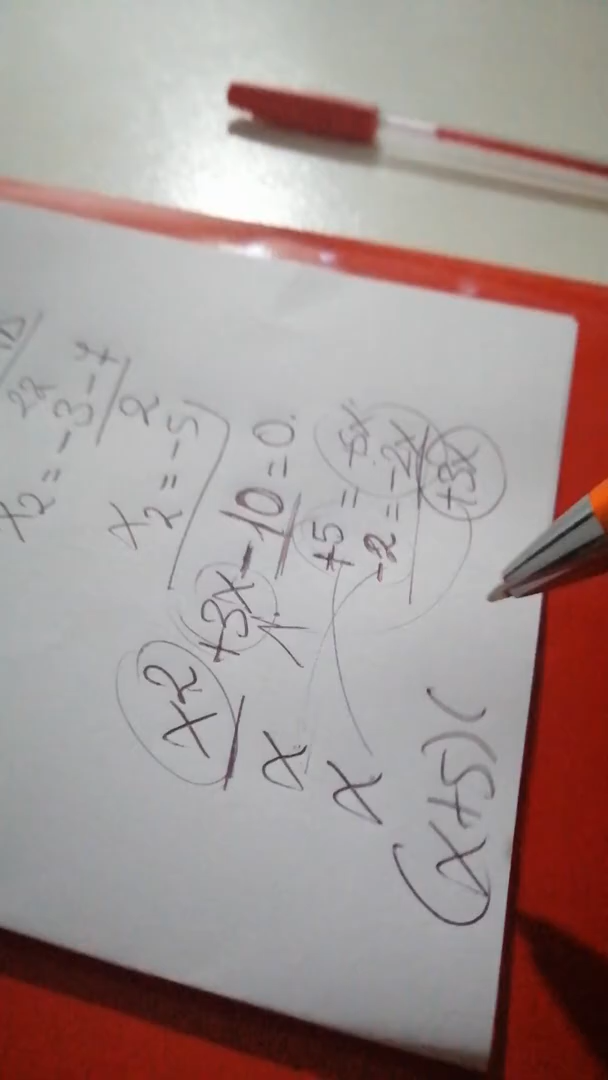 x₂ = -3-7
2
x₂ = -5
x2 +3x -10 = 0.
x +5 = -5x
x -2 = -2x
+3x
(x+5)(